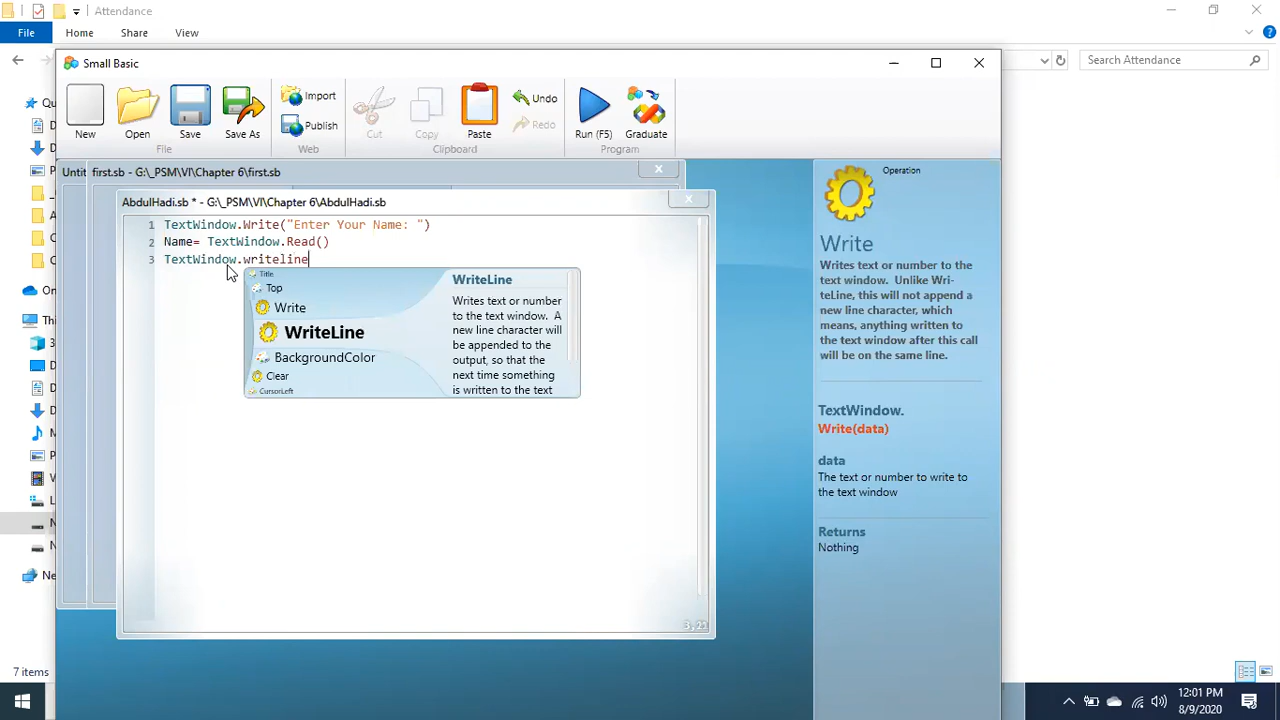 Attendance
File
Home
Share
View
Search Attendance
Small Basic
New
Open
Save
Save As
Import
Publish
Cut
Copy
Paste
Undo
Redo
Run (F5)
Graduate
File
Web
Clipboard
Program
first.sb - G:\_PSM\VI\Chapter 6\first.sb
AbdulHadi.sb * - G:\_PSM\VI\Chapter 6\AbdulHadi.sb
1 TextWindow.Write("Enter Your Name: ")
2 Name= TextWindow.Read()
3 TextWindow.writeline
Title
Top
Write
WriteLine
BackgroundColor
Clear
CursorLeft
WriteLine
Writes text or number
to the text window. A
new line character will
be appended to the
output, so that the
next time something
is written to the text
3,21
Operation
Write
Writes text or number to the
text window. Unlike Wri-
teLine, this will not append a
new line character, which
means, anything written to
the text window after this call
will be on the same line.
TextWindow.
Write(data)
data
The text or number to write to
the text window
Returns
Nothing
7 items
12:01 PM
8/9/2020